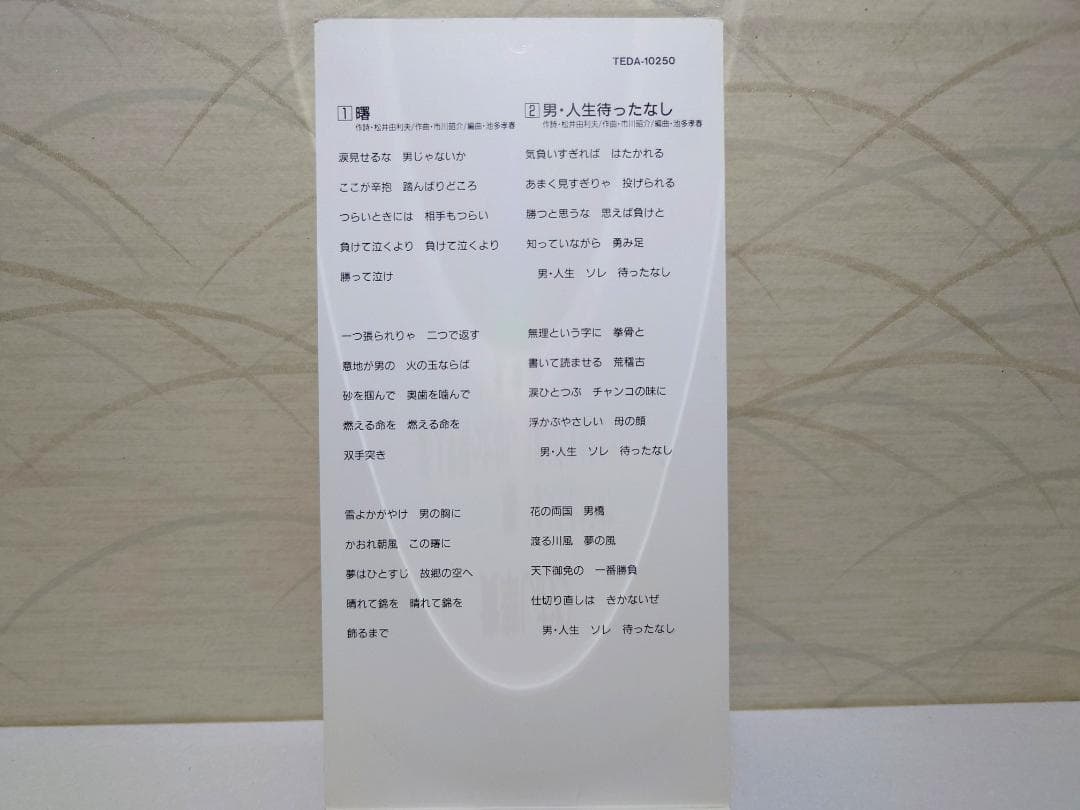 TEDA-10250
1 曙
作詩・松井由利夫/作曲・市川昭介/編曲・池多孝春
涙見せるな　男じゃないか
ここが辛抱　踏んばりどころ
つらいときには　相手もつらい
負けて泣くより　負けて泣くより
勝って泣け
一つ張られりゃ　二つで返す
意地が男の　火の玉ならば
砂を掴んで　奥歯を噛んで
燃える命を　燃える命を
双手突き
雪よかがやけ　男の胸に
かおれ朝風　この曙に
夢はひとすじ　故郷の空へ
晴れて錦を　晴れて錦を
飾るまで
2 男・人生待ったなし
作詩・松井由利夫/作曲・市川昭介/編曲・池多孝春
気負いすぎれば　はたかれる
あまく見すぎりゃ　投げられる
勝つと思うな　思えば負けと
知っていながら　勇み足
男・人生　ソレ　待ったなし
無理という字に　拳骨と
書いて読ませる　荒稽古
涙ひとつぶ　チャンコの味に
浮かぶやさしい　母の顔
男・人生　ソレ　待ったなし
花の両国　男橋
渡る川風　夢の風
天下御免の　一番勝負
仕切り直しは　きかないぜ
男・人生　ソレ　待ったなし